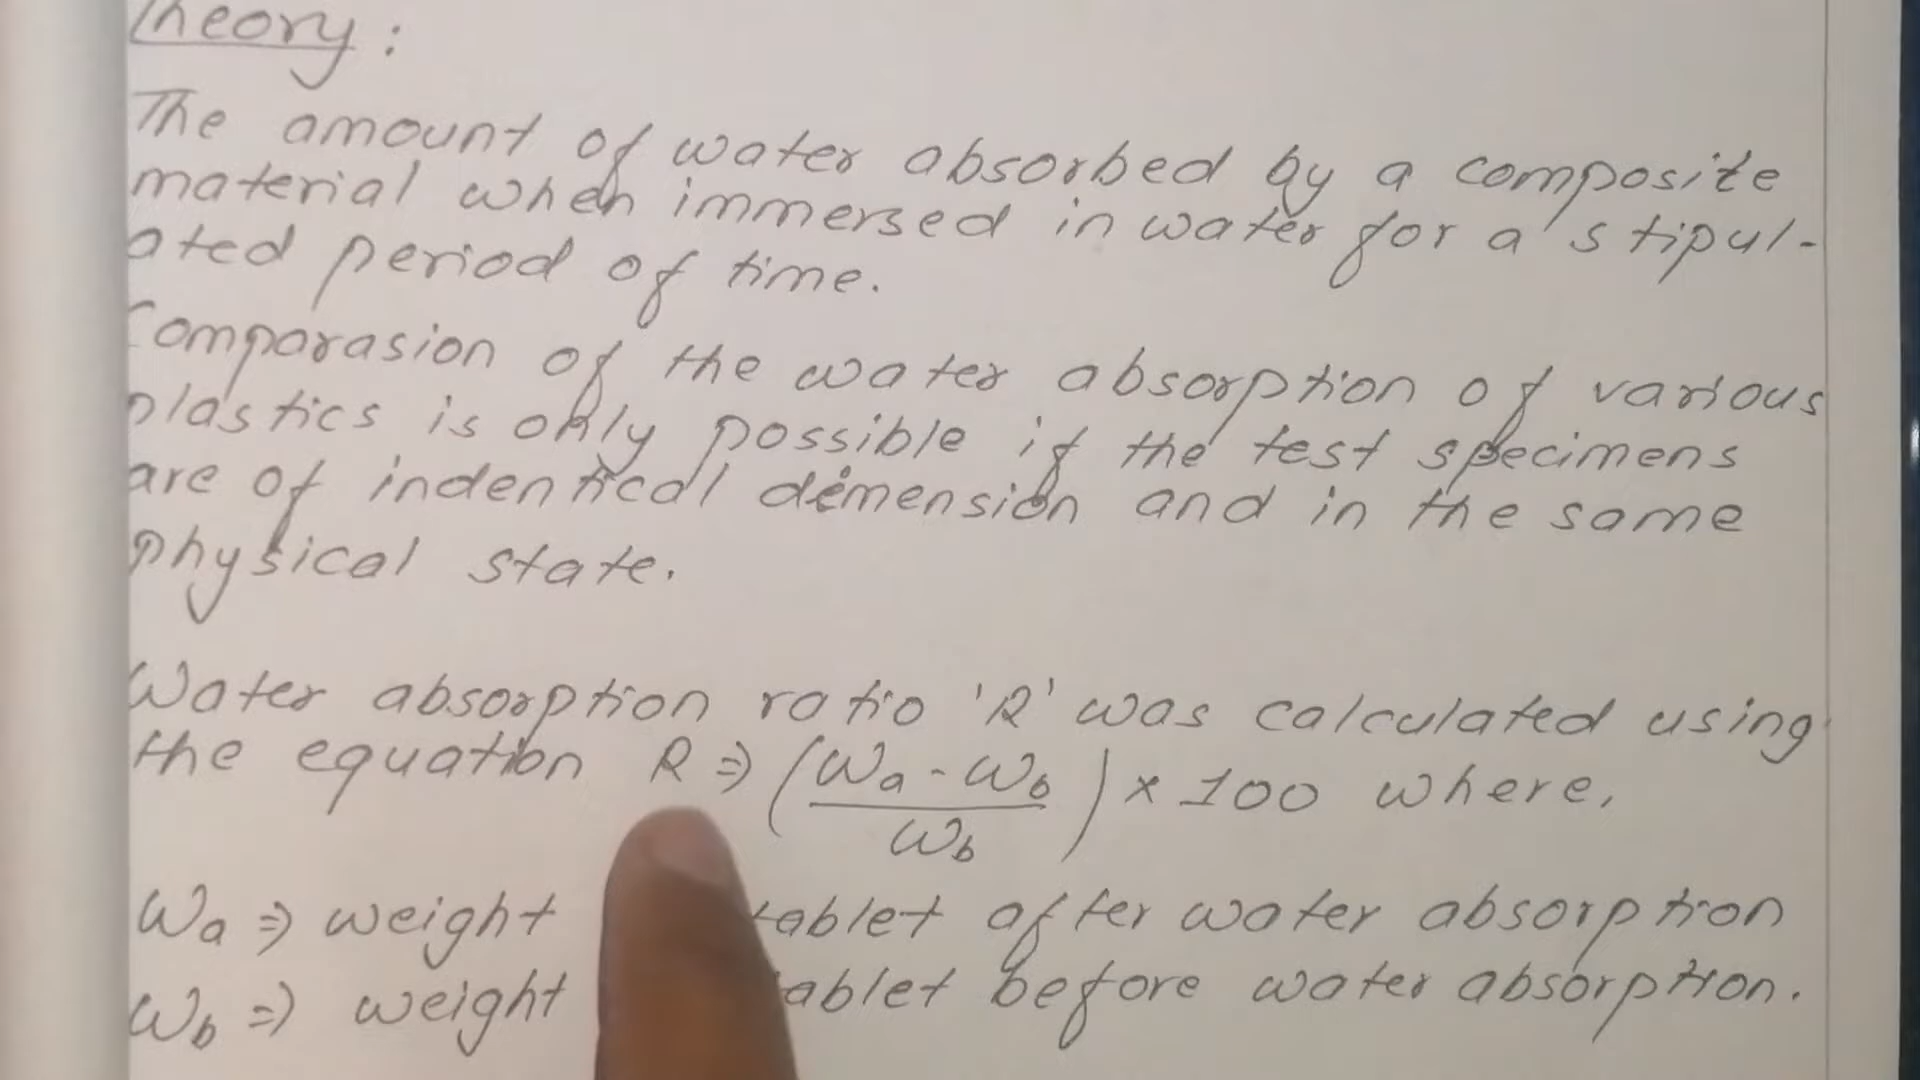 Theory:
The amount of water absorbed by a composite
material when immersed in water for a stipul-
ated period of time.
Comparasion of the water absorption of various
plastics is only possible if the test specimens
are of indentical dimension and in the same
physical state.
Water absorption ratio 'R' was calculated using
the equation R ⇒ (Wa - Wb / Wb) × 100 where,
Wa ⇒ weight tablet after water absorption
Wb ⇒ weight tablet before water absorption.